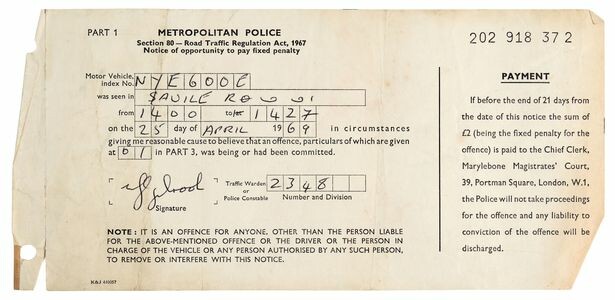 PART 1
METROPOLITAN POLICE
Section 80 — Road Traffic Regulation Act, 1967
Notice of opportunity to pay fixed penalty
202 918 37 2
Motor Vehicle, index No. NYE600E
was seen in SAVILE ROW W1
from 1400 to/at 1427
on the 25 day of APRIL 1969 in circumstances
giving me reasonable cause to believe that an offence, particulars of which are given
at 01 in PART 3, was being or had been committed.
Signature
Traffic Warden or Police Constable 2348
Number and Division
NOTE : IT IS AN OFFENCE FOR ANYONE, OTHER THAN THE PERSON LIABLE
FOR THE ABOVE-MENTIONED OFFENCE OR THE DRIVER OR THE PERSON IN
CHARGE OF THE VEHICLE OR ANY PERSON AUTHORISED BY ANY SUCH PERSON,
TO REMOVE OR INTERFERE WITH THIS NOTICE.
PAYMENT
If before the end of 21 days from
the date of this notice the sum of
£2 (being the fixed penalty for the
offence) is paid to the Chief Clerk,
Marylebone Magistrates' Court,
39, Portman Square, London, W.1,
the Police will not take proceedings
for the offence and any liability to
conviction of the offence will be
discharged.